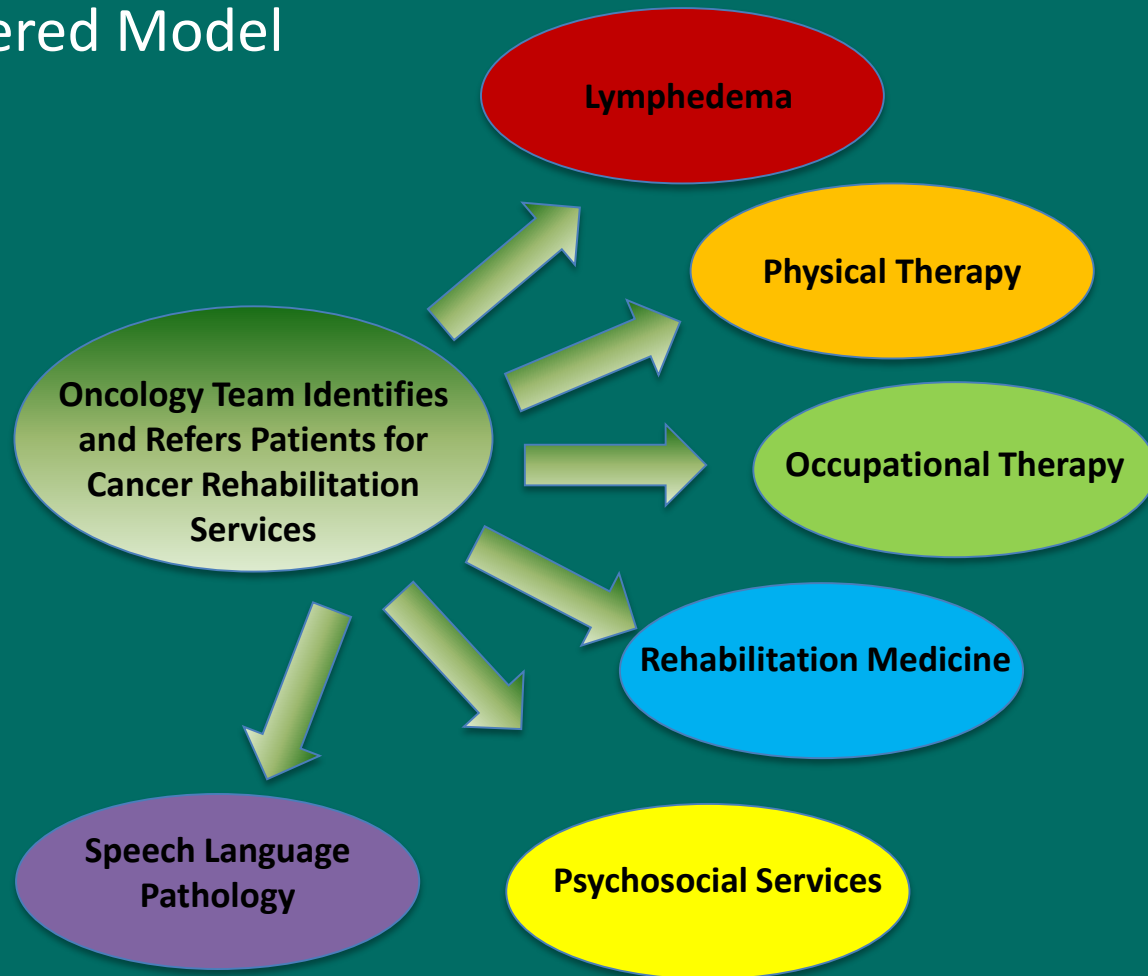 ered Model
Lymphedema
Physical Therapy
Oncology Team Identifies
and Refers Patients for
Cancer Rehabilitation
Services
Occupational Therapy
Rehabilitation Medicine
Speech Language
Pathology
Psychosocial Services